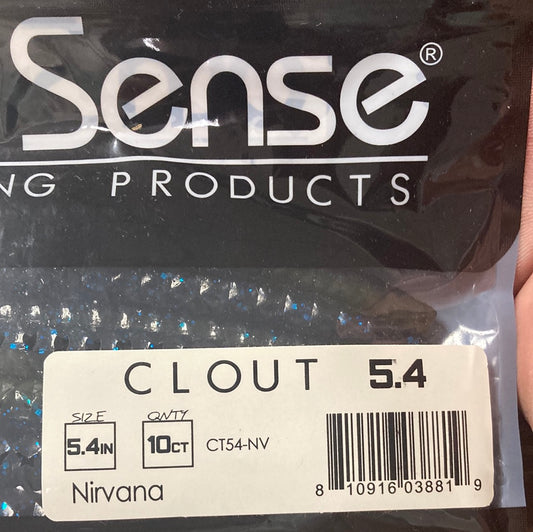 Sense®
NG PRODUCTS
CLOUT 5.4
SIZE QNTY
5.4IN 10CT CT54-NV
Nirvana
8 10916 03881 9